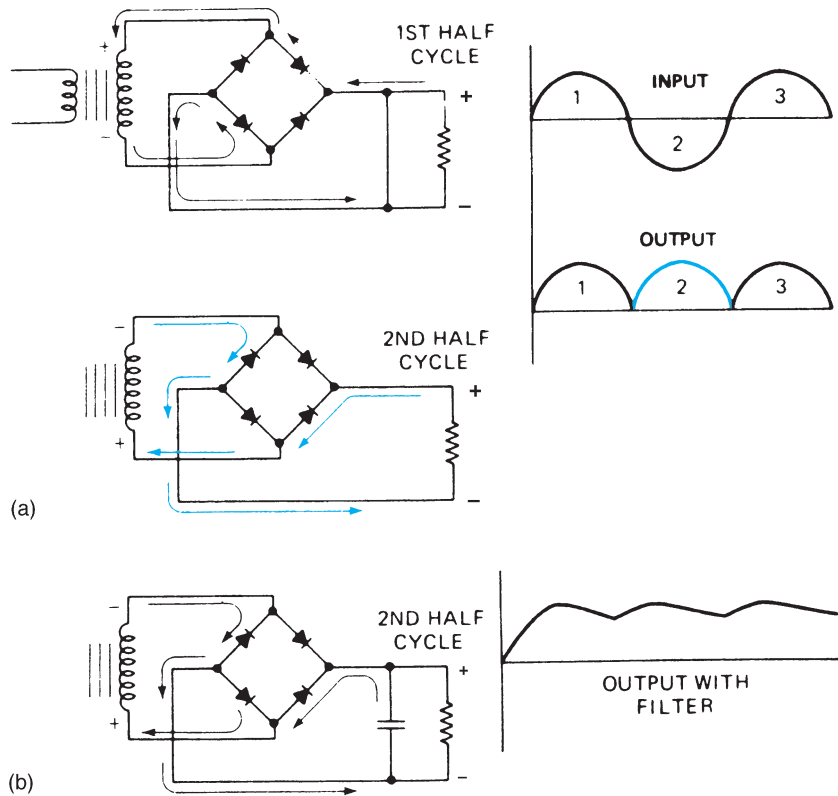 1ST HALF
CYCLE
+
−
+
−
INPUT
1
2
3
OUTPUT
1
2
3
2ND HALF
CYCLE
−
+
+
−
(a)
2ND HALF
CYCLE
−
+
+
−
OUTPUT WITH
FILTER
(b)